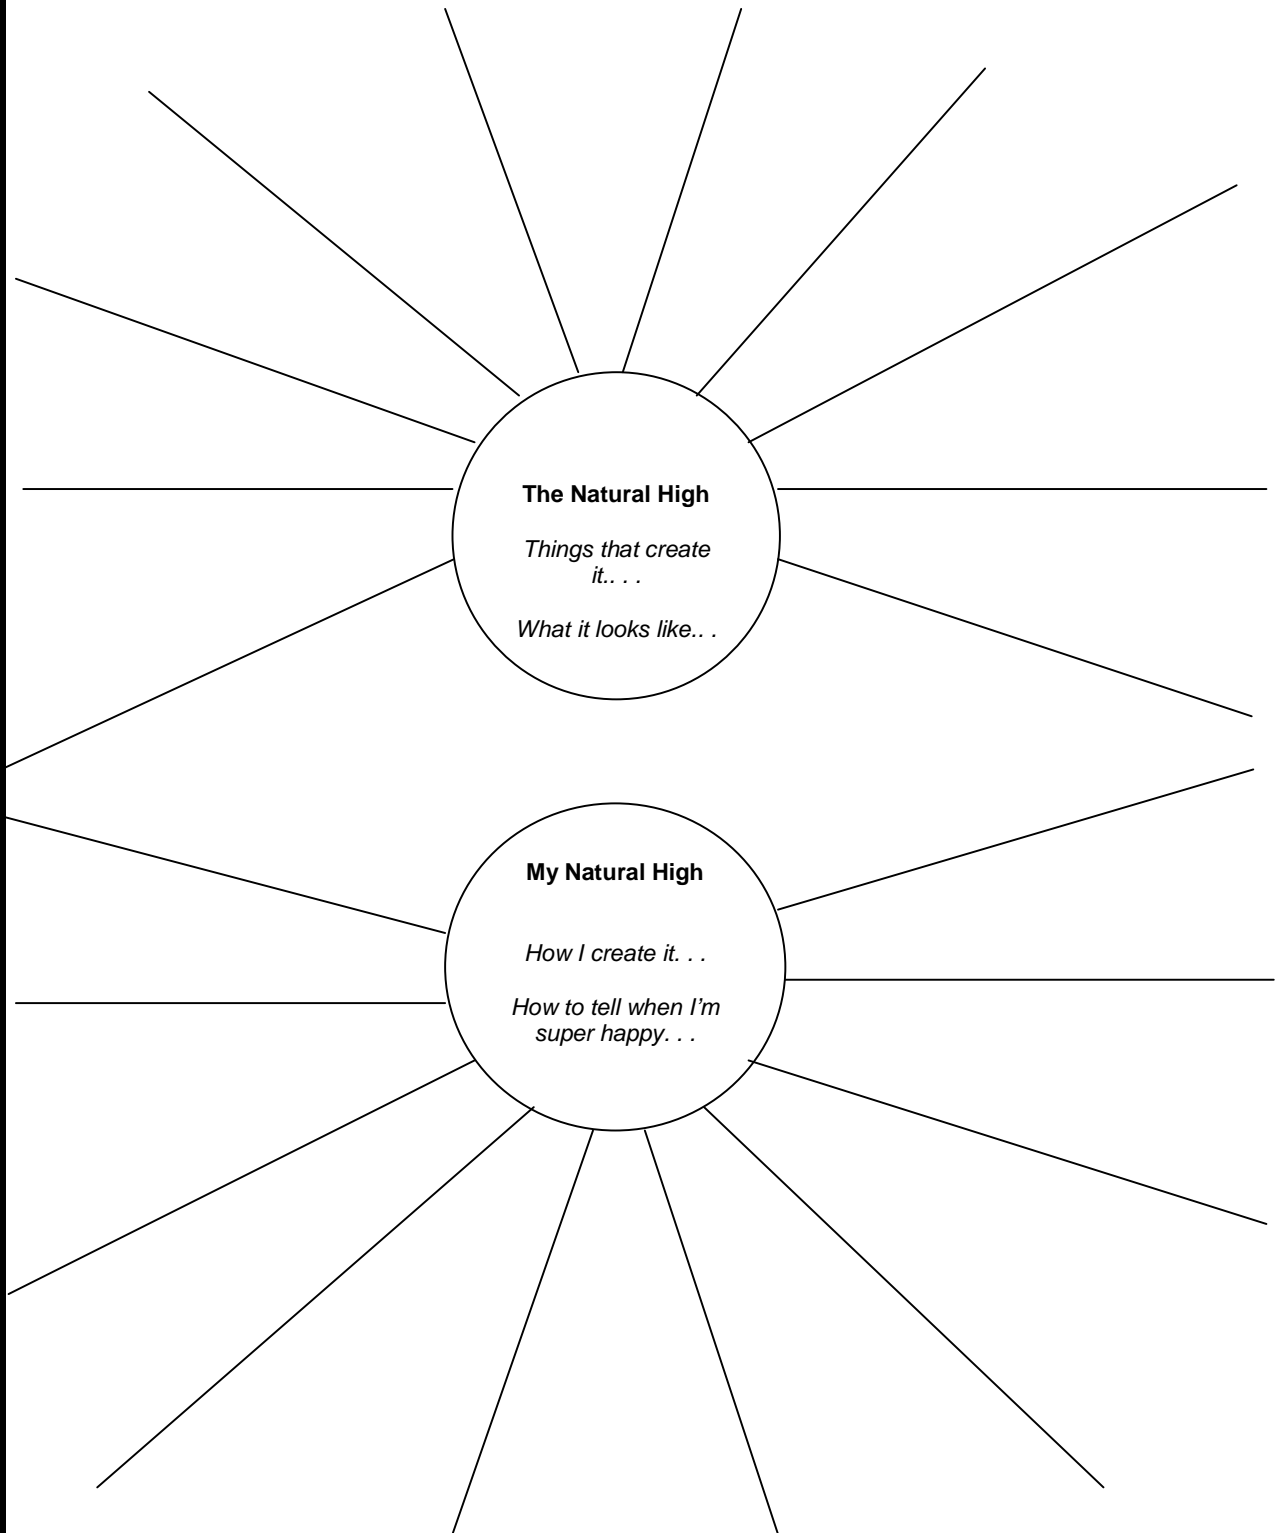 The Natural High
Things that create
it.. . .
What it looks like.. .
My Natural High
How I create it. . .
How to tell when I’m
super happy. . .